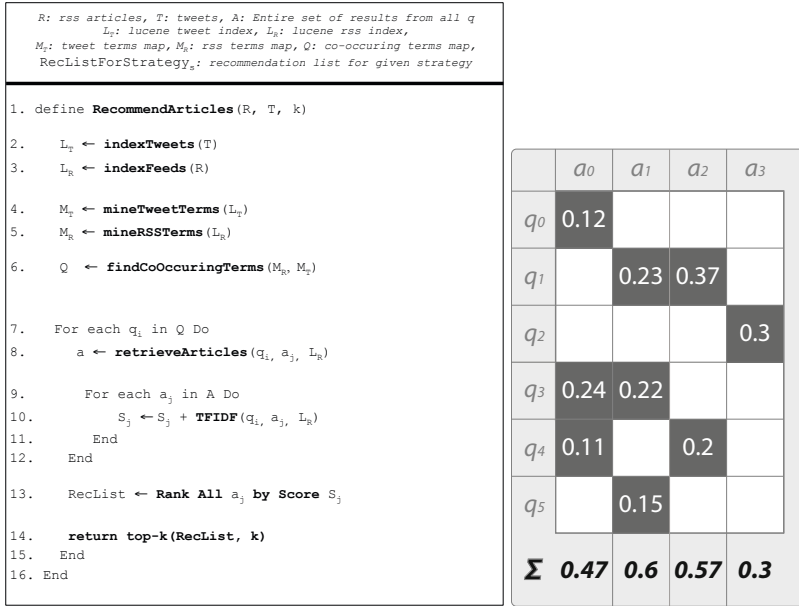 R: rss articles, T: tweets, A: Entire set of results from all q
L_T: lucene tweet index, L_R: lucene rss index,
M_T: tweet terms map, M_R: rss terms map, Q: co-occuring terms map,
RecListForStrategy_s: recommendation list for given strategy
1. define RecommendArticles(R, T, k)
2. L_T ← indexTweets(T)
3. L_R ← indexFeeds(R)
4. M_T ← mineTweetTerms(L_T)
5. M_R ← mineRSSTerms(L_R)
6. Q ← findCoOccuringTerms(M_R, M_T)
7. For each q_i in Q Do
8. a ← retrieveArticles(q_i, a_j, L_R)
9. For each a_j in A Do
10. S_j ← S_j + TFIDF(q_i, a_j, L_R)
11. End
12. End
13. RecList ← Rank All a_j by Score S_j
14. return top-k(RecList, k)
15. End
16. End
a0 a1 a2 a3
q0 0.12
q1 0.23 0.37
q2 0.3
q3 0.24 0.22
q4 0.11 0.2
q5 0.15
Σ 0.47 0.6 0.57 0.3